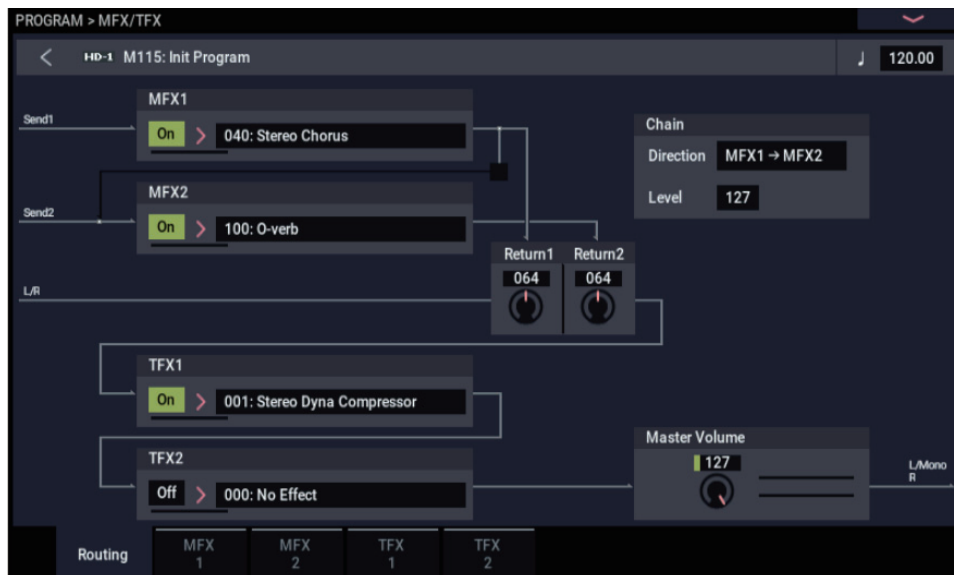 PROGRAM > MFX/TFX
HD-1 M115: Init Program
♩ 120.00
MFX1
Send1
On > 040: Stereo Chorus
Chain
Direction MFX1 → MFX2
Level 127
MFX2
Send2
On > 100: O-verb
Return1 Return2
064 064
L/R
TFX1
On > 001: Stereo Dyna Compressor
TFX2
Off > 000: No Effect
Master Volume
127
L/Mono
R
Routing
MFX
1
MFX
2
TFX
1
TFX
2